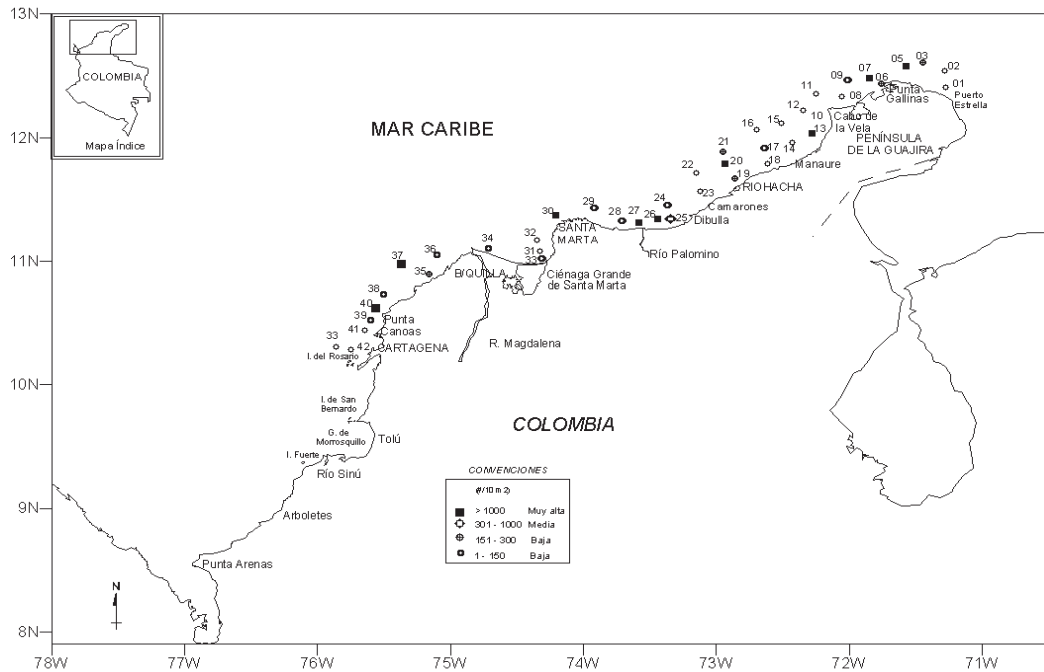 13N
12N
11N
10N
9N
8N
78W
77W
76W
75W
74W
73W
72W
71W
COLOMBIA
Mapa Índice
MAR CARIBE
COLOMBIA
03
05
02
07
06
01
09
08
11
12
10
13
15
16
14
17
18
21
20
19
22
23
24
25
26
27
28
29
30
32
31
33
34
36
35
37
38
40
39
41
42
33
Puerto
Estrella
Punta
Gallinas
Cabo de
la Vela
PENÍNSULA
DE LA GUAJIRA
Manaure
RIOHACHA
Camarones
Dibulla
Río Palomino
SANTA
MARTA
Ciénaga Grande
de Santa Marta
B/QUILLA
R. Magdalena
Punta
Canoas
CARTAGENA
I. del Rosario
I. de San
Bernardo
G. de
Morrosquillo
Tolú
I. Fuerte
Río Sinú
Arboletes
Punta Arenas
N
CONVENCIONES
(#/10 m2)
> 1000 Muy alta
301 - 1000 Media
151 - 300 Baja
1 - 150 Baja